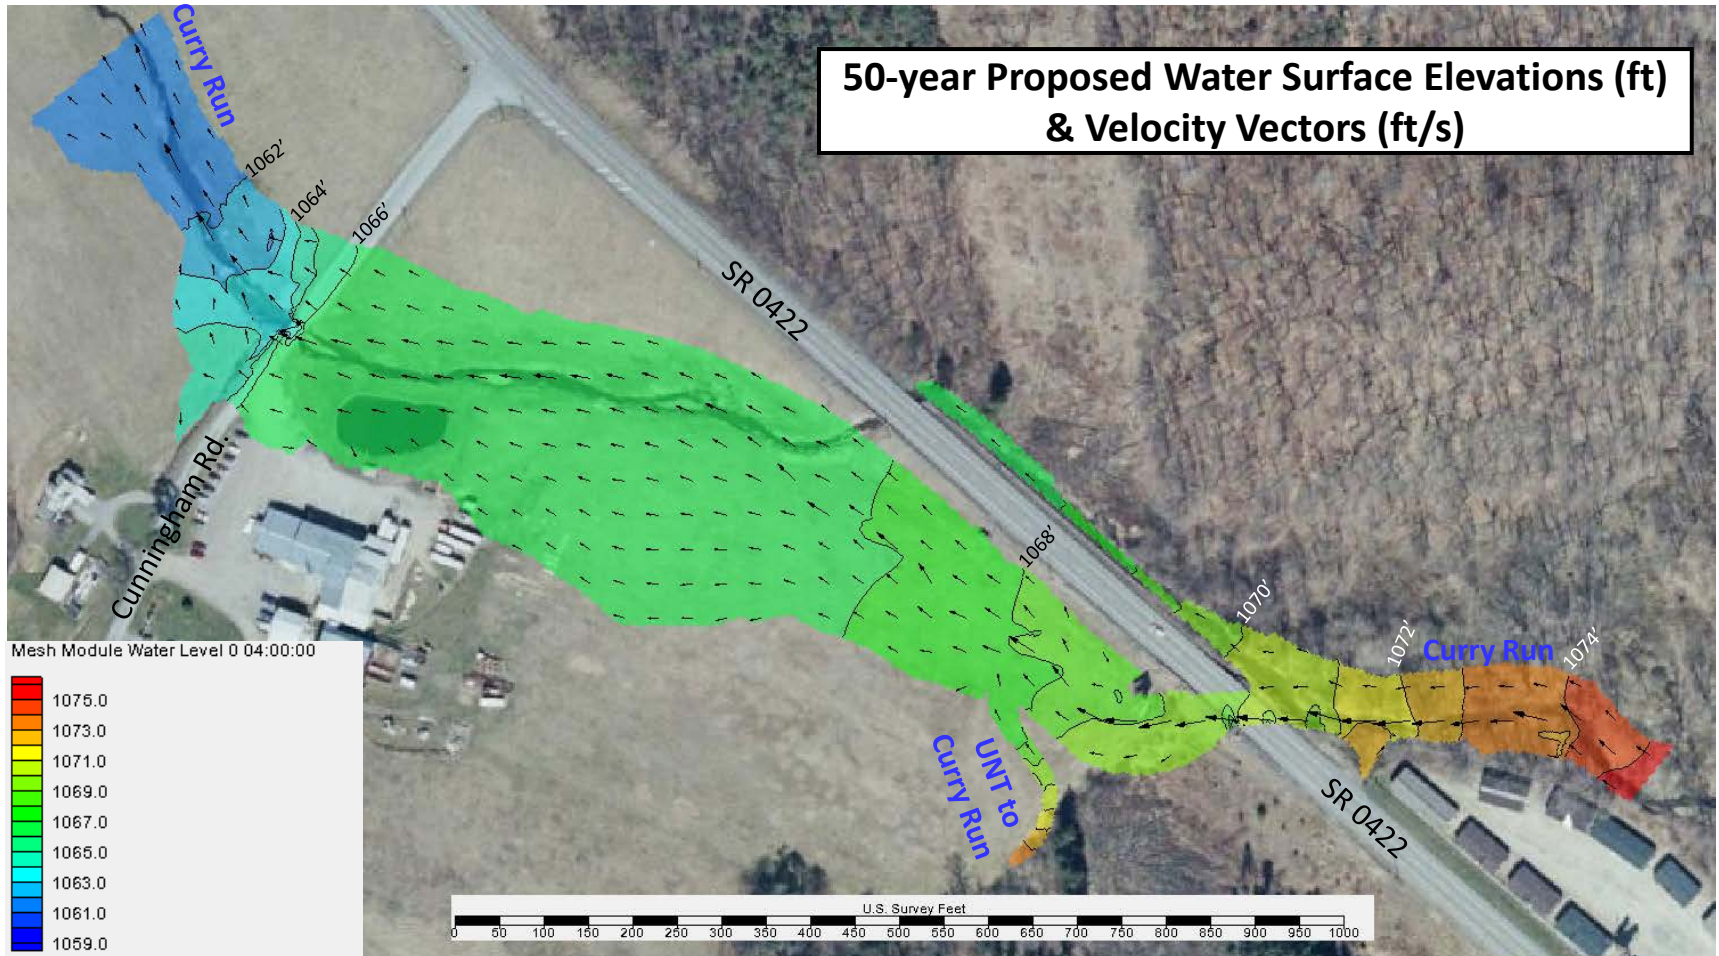 50-year Proposed Water Surface Elevations (ft)
& Velocity Vectors (ft/s)
Curry Run
1062'
1064'
1066'
SR 0422
Cunningham Rd.
1068'
1070'
1072'
Curry Run
1074'
UNT to
Curry Run
SR 0422
Mesh Module Water Level 0 04:00:00
1075.0
1073.0
1071.0
1069.0
1067.0
1065.0
1063.0
1061.0
1059.0
U.S. Survey Feet
0 50 100 150 200 250 300 350 400 450 500 550 600 650 700 750 800 850 900 950 1000